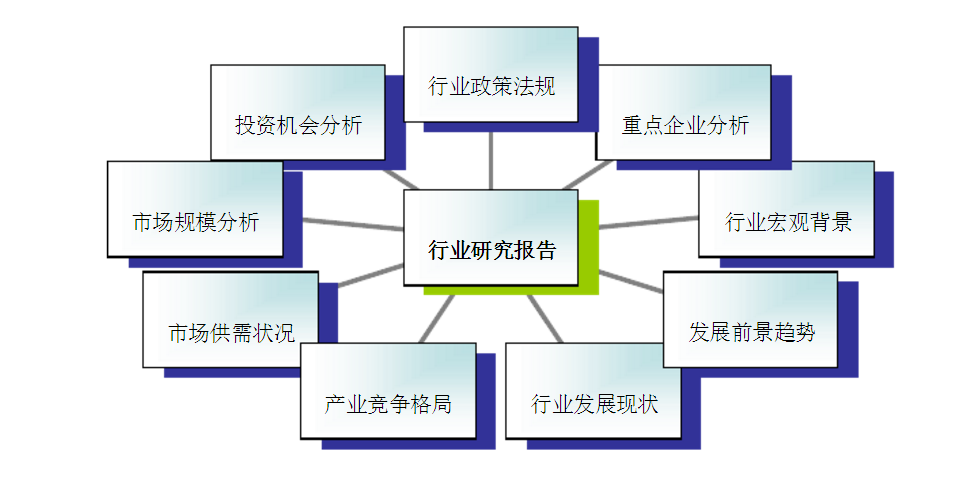 行业政策法规
投资机会分析
重点企业分析
市场规模分析
行业宏观背景
行业研究报告
市场供需状况
发展前景趋势
产业竞争格局
行业发展现状